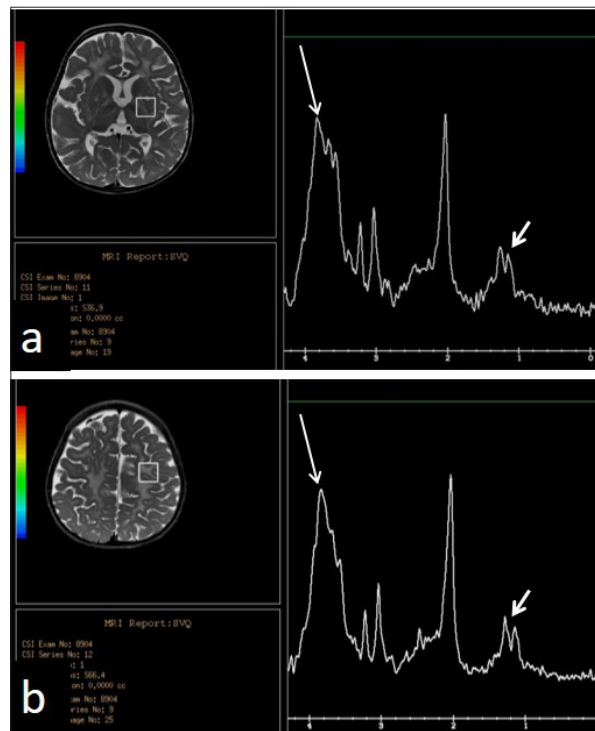 MRI Report:SVQ
CSI Exam No: 8904
CSI Series No: 11
CSI Image No: 1
s: S36.9
on: 0.0000 cc
am No: 8904
ries No: 9
age No: 19
a
4 3 2 1 0
MRI Report:SVQ
CSI Exam No: 8904
CSI Series No: 12
: 1
s: S66.4
on: 0.0000 cc
am No: 8904
ries No: 9
age No: 25
b
4 3 2 1